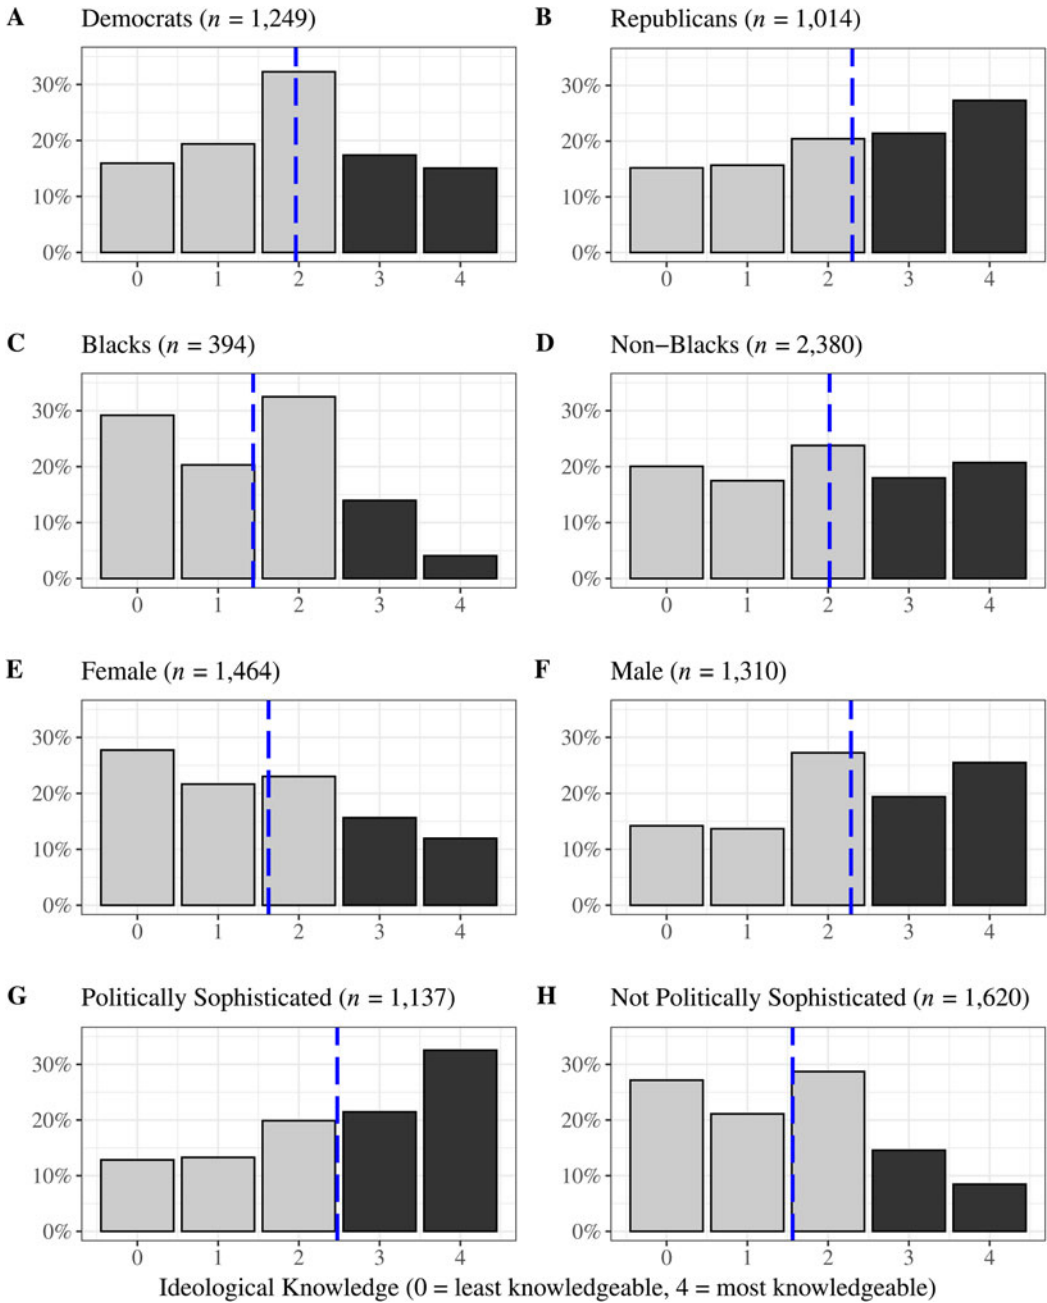 A Democrats (n = 1,249)
30%
20%
10%
0%
0 1 2 3 4
B Republicans (n = 1,014)
30%
20%
10%
0%
0 1 2 3 4
C Blacks (n = 394)
30%
20%
10%
0%
0 1 2 3 4
D Non−Blacks (n = 2,380)
30%
20%
10%
0%
0 1 2 3 4
E Female (n = 1,464)
30%
20%
10%
0%
0 1 2 3 4
F Male (n = 1,310)
30%
20%
10%
0%
0 1 2 3 4
G Politically Sophisticated (n = 1,137)
30%
20%
10%
0%
0 1 2 3 4
H Not Politically Sophisticated (n = 1,620)
30%
20%
10%
0%
0 1 2 3 4
Ideological Knowledge (0 = least knowledgeable, 4 = most knowledgeable)